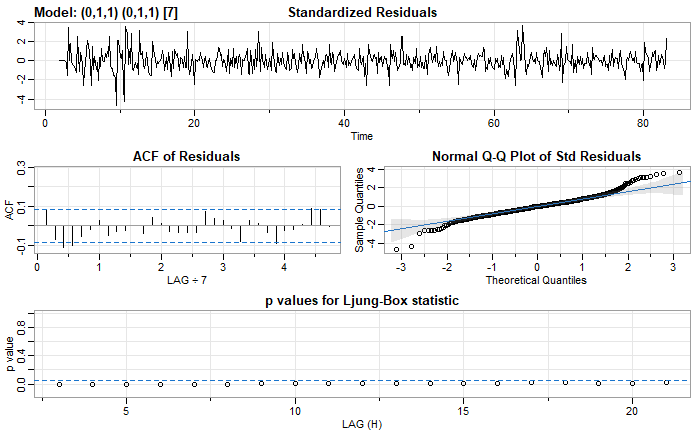 Model: (0,1,1) (0,1,1) [7] Standardized Residuals
4
2
0
-2
-4
0 20 40 60 80
Time
ACF of Residuals
ACF
0.3
0.1
-0.1
0 1 2 3 4
LAG ÷ 7
Normal Q-Q Plot of Std Residuals
Sample Quantiles
4
2
0
-2
-4
-3 -2 -1 0 1 2 3
Theoretical Quantiles
p values for Ljung-Box statistic
p value
0.8
0.4
0.0
5 10 15 20
LAG (H)